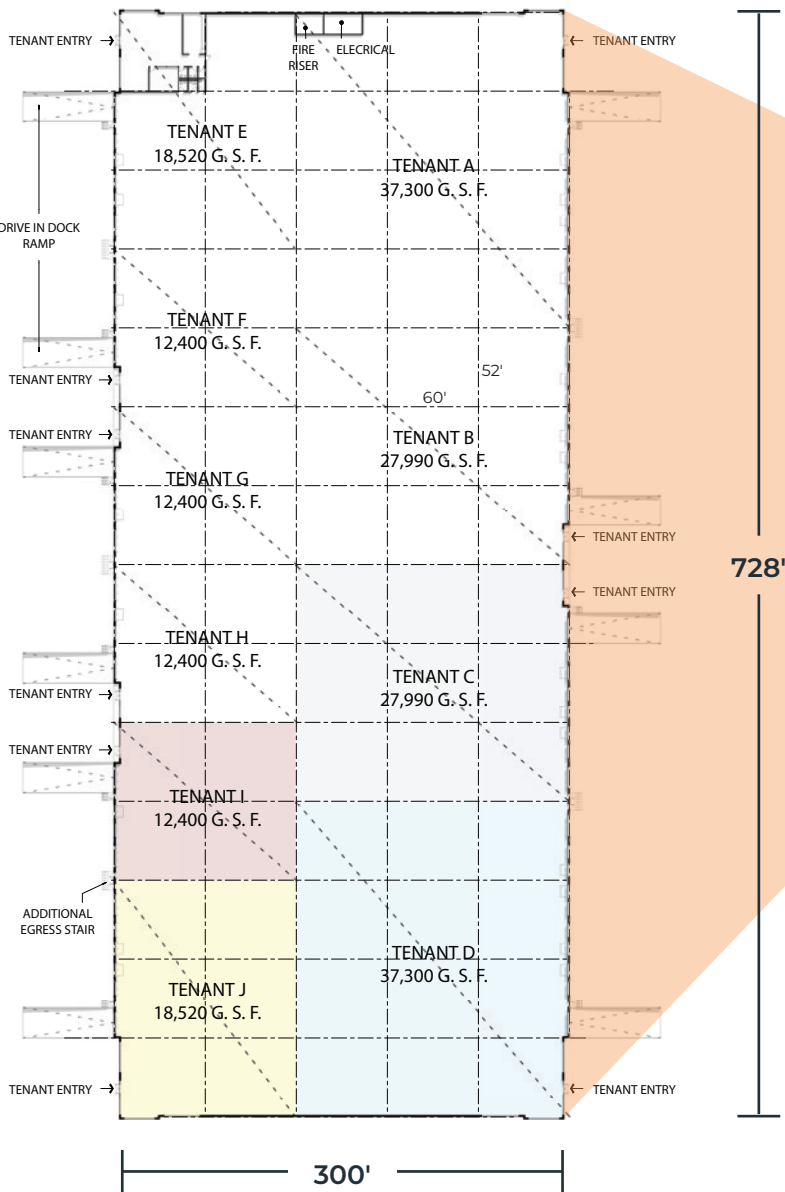 TENANT ENTRY
FIRE
RISER
ELECRICAL
TENANT ENTRY
TENANT E
18,520 G. S. F.
TENANT A
37,300 G. S. F.
DRIVE IN DOCK
RAMP
TENANT F
12,400 G. S. F.
52'
60'
TENANT ENTRY
TENANT ENTRY
TENANT B
27,990 G. S. F.
TENANT G
12,400 G. S. F.
TENANT ENTRY
728'
TENANT ENTRY
TENANT H
12,400 G. S. F.
TENANT C
27,990 G. S. F.
TENANT ENTRY
TENANT ENTRY
TENANT I
12,400 G. S. F.
ADDITIONAL
EGRESS STAIR
TENANT D
37,300 G. S. F.
TENANT J
18,520 G. S. F.
TENANT ENTRY
TENANT ENTRY
300'